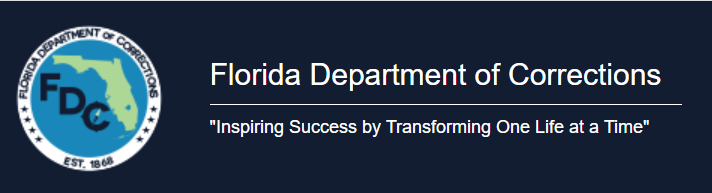 FLORIDA DEPARTMENT OF CORRECTIONS
FDC
EST. 1868
Florida Department of Corrections
"Inspiring Success by Transforming One Life at a Time"